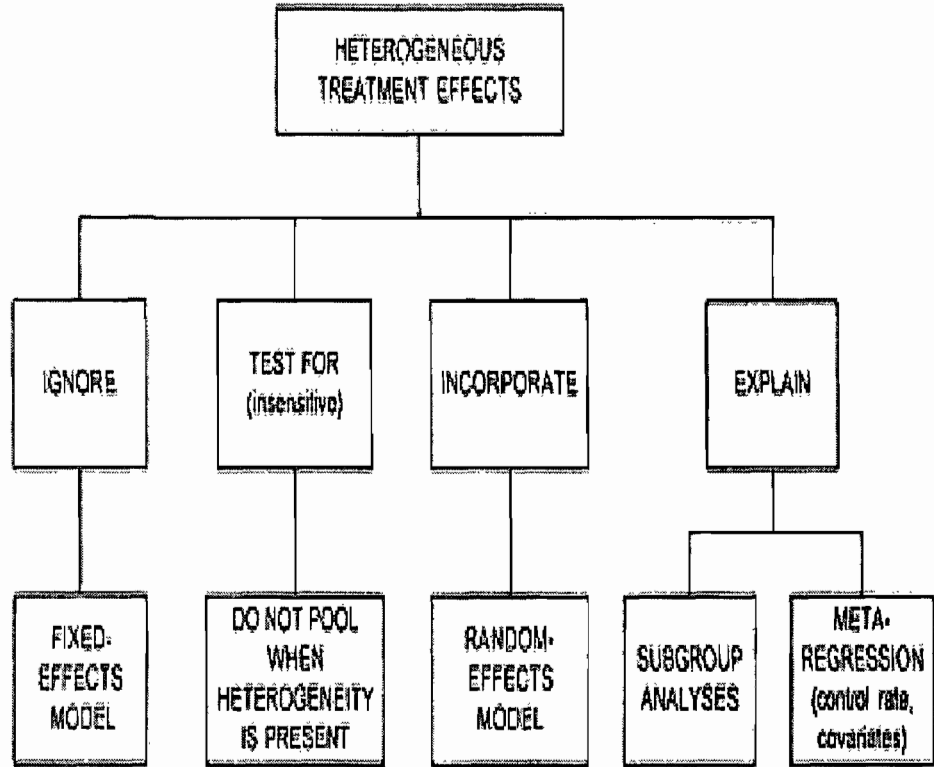 HETEROGENEOUS
TREATMENT EFFECTS
IGNORE
TEST FOR
(insensitive)
INCORPORATE
EXPLAIN
FIXED-
EFFECTS
MODEL
DO NOT POOL
WHEN
HETEROGENEITY
IS PRESENT
RANDOM-
EFFECTS
MODEL
SUBGROUP
ANALYSES
META-
REGRESSION
(control rate,
covariates)